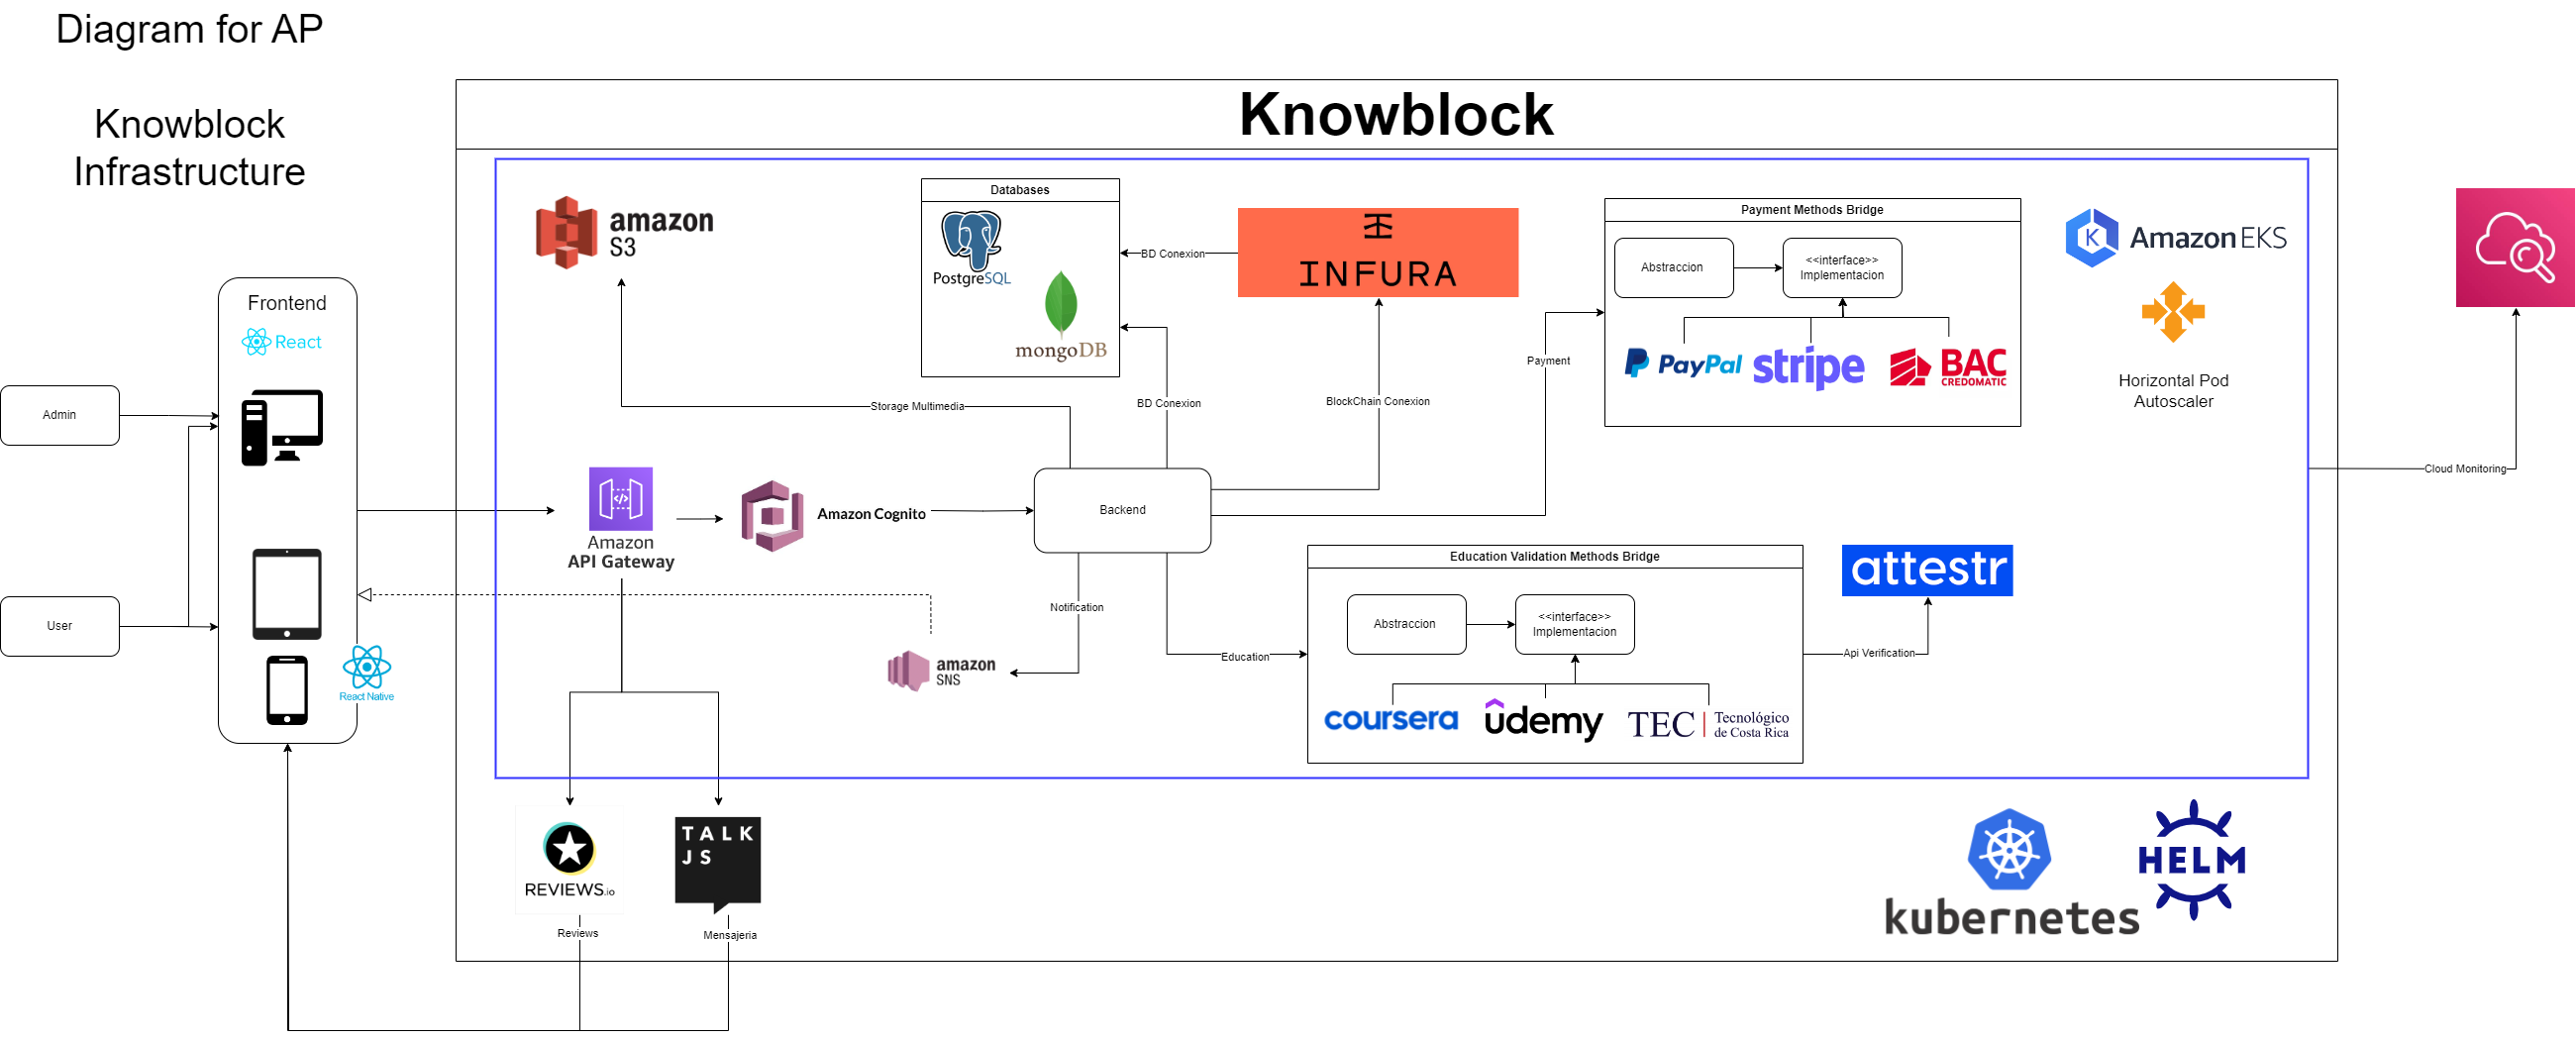 Diagram for AP
Knowblock
Infrastructure
Knowblock
amazon
S3
Databases
PostgreSQL
mongoDB
BD Conexion
INFURA
Payment Methods Bridge
Abstraccion
<<interface>>
Implementacion
PayPal
stripe
BAC
CREDOMATIC
Amazon EKS
Horizontal Pod
Autoscaler
Frontend
React
Admin
User
React Native
Storage Multimedia
BD Conexion
BlockChain Conexion
Payment
Cloud Monitoring
Amazon
API Gateway
Amazon Cognito
Backend
Notification
amazon
SNS
Education
Education Validation Methods Bridge
Abstraccion
<<interface>>
Implementacion
coursera
udemy
TEC
Tecnológico
de Costa Rica
attestr
Api Verification
REVIEWS.io
TALK
JS
Reviews
Mensajeria
kubernetes
HELM